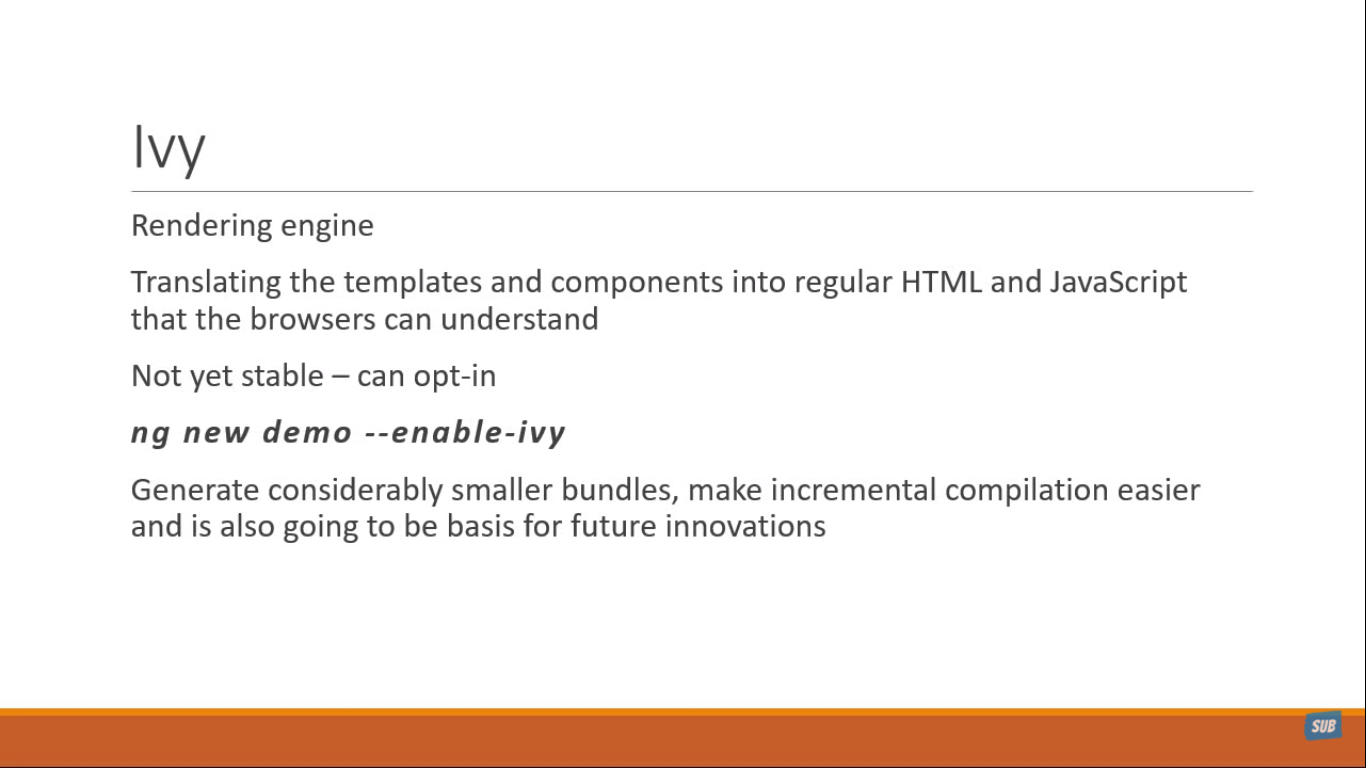 Ivy
Rendering engine
Translating the templates and components into regular HTML and JavaScript
that the browsers can understand
Not yet stable – can opt-in
ng new demo --enable-ivy
Generate considerably smaller bundles, make incremental compilation easier
and is also going to be basis for future innovations
SUB